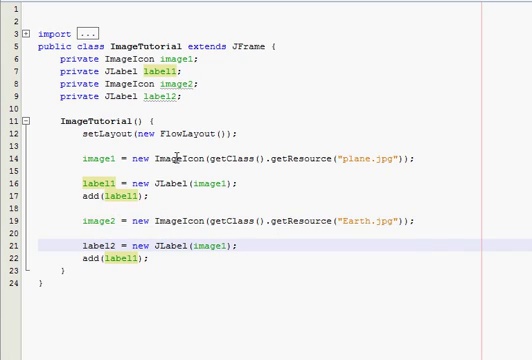 1
2
3 import ...
5 public class ImageTutorial extends JFrame {
6 private ImageIcon image1;
7 private JLabel label1;
8 private ImageIcon image2;
9 private JLabel label2;
10
11 ImageTutorial() {
12 setLayout(new FlowLayout());
13
14 image1 = new ImageIcon(getClass().getResource("plane.jpg"));
15
16 label1 = new JLabel(image1);
17 add(label1);
18
19 image2 = new ImageIcon(getClass().getResource("Earth.jpg"));
20
21 label2 = new JLabel(image1);
22 add(label1);
23 }
24 }